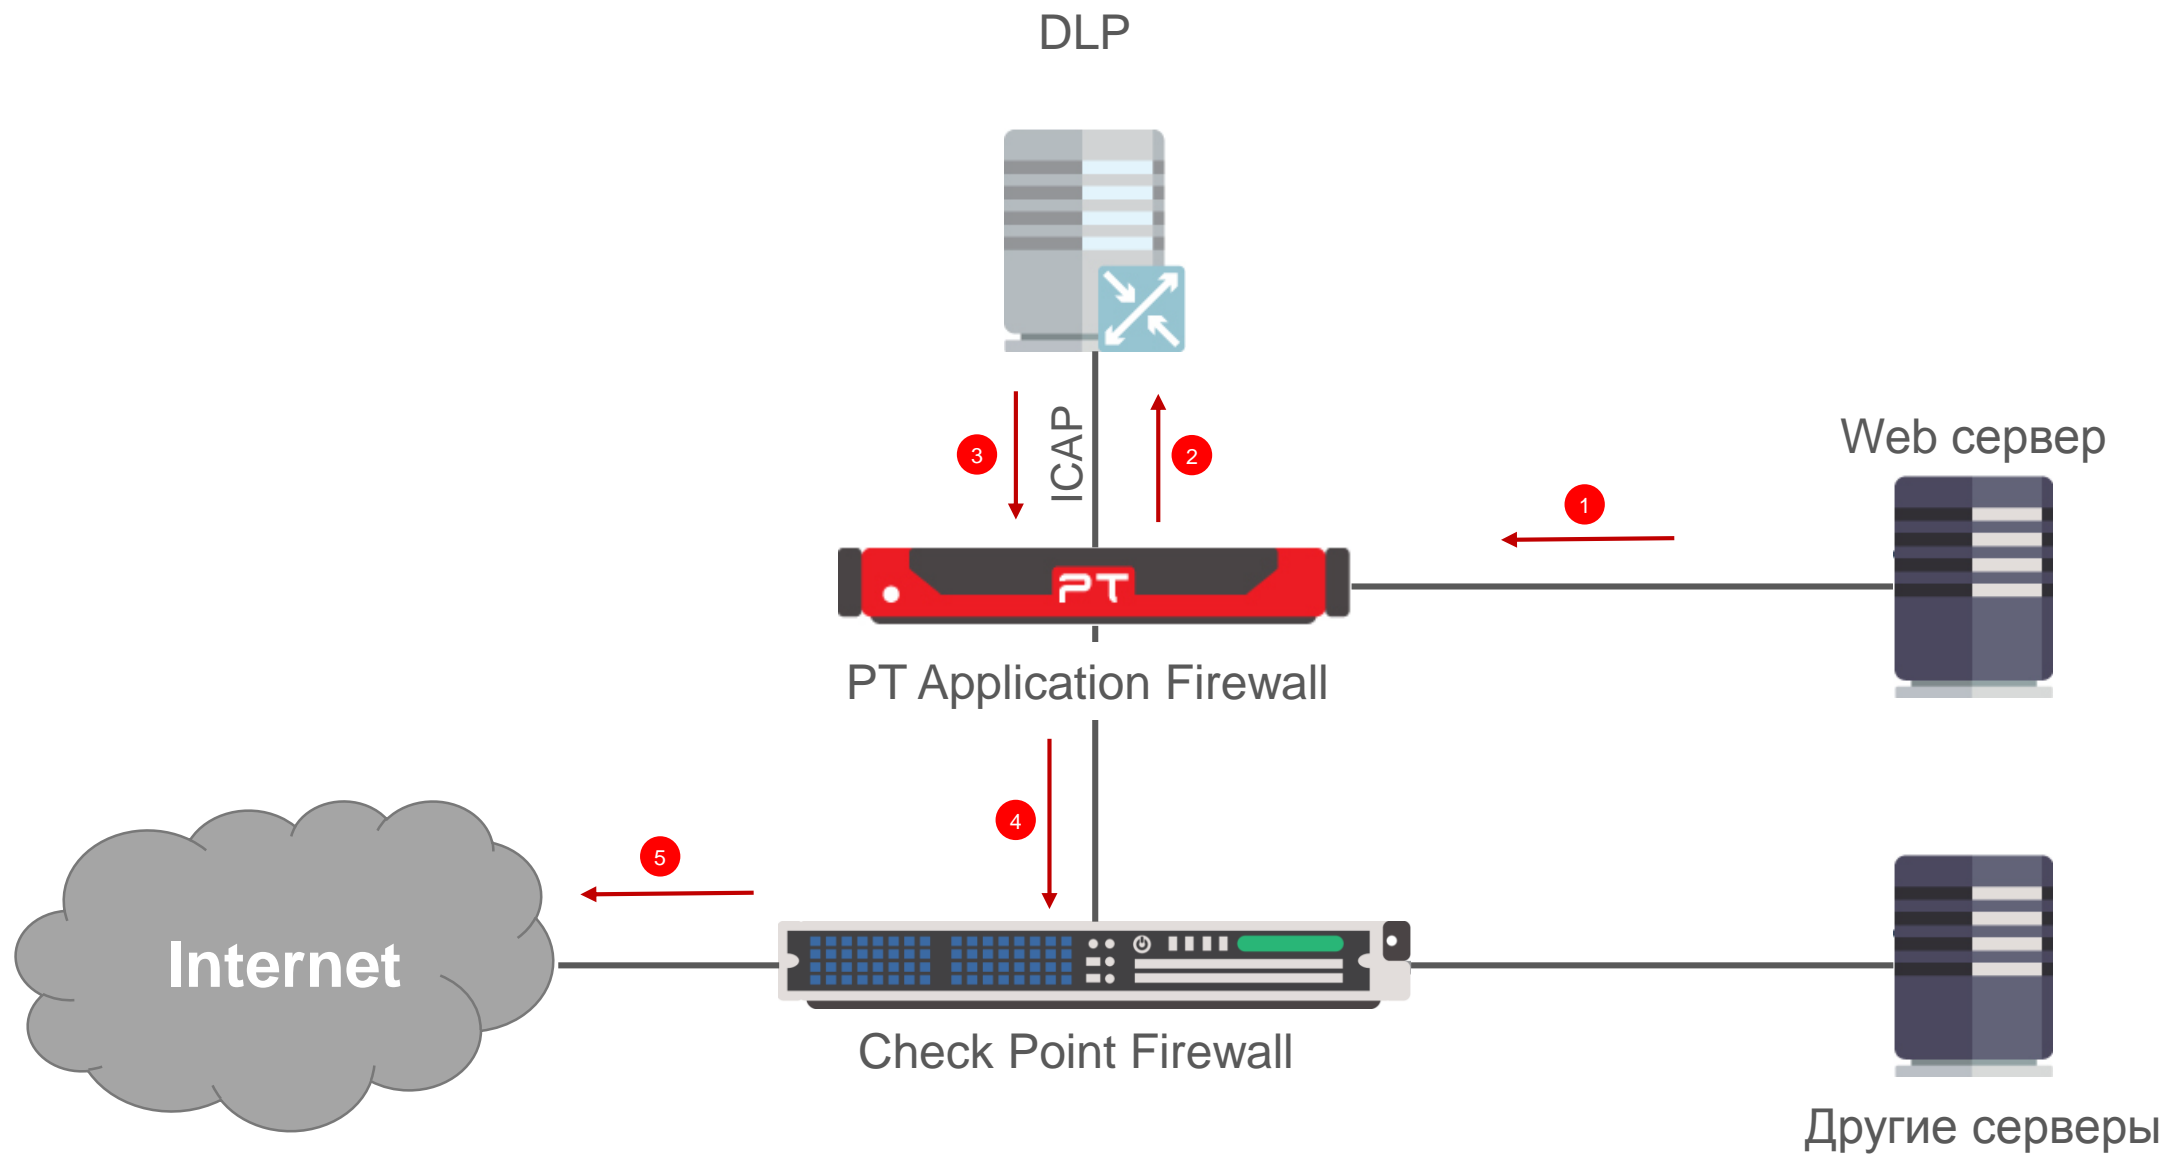 DLP
3
ICAP
2
Web сервер
1
PT
PT Application Firewall
4
5
Internet
Check Point Firewall
Другие серверы